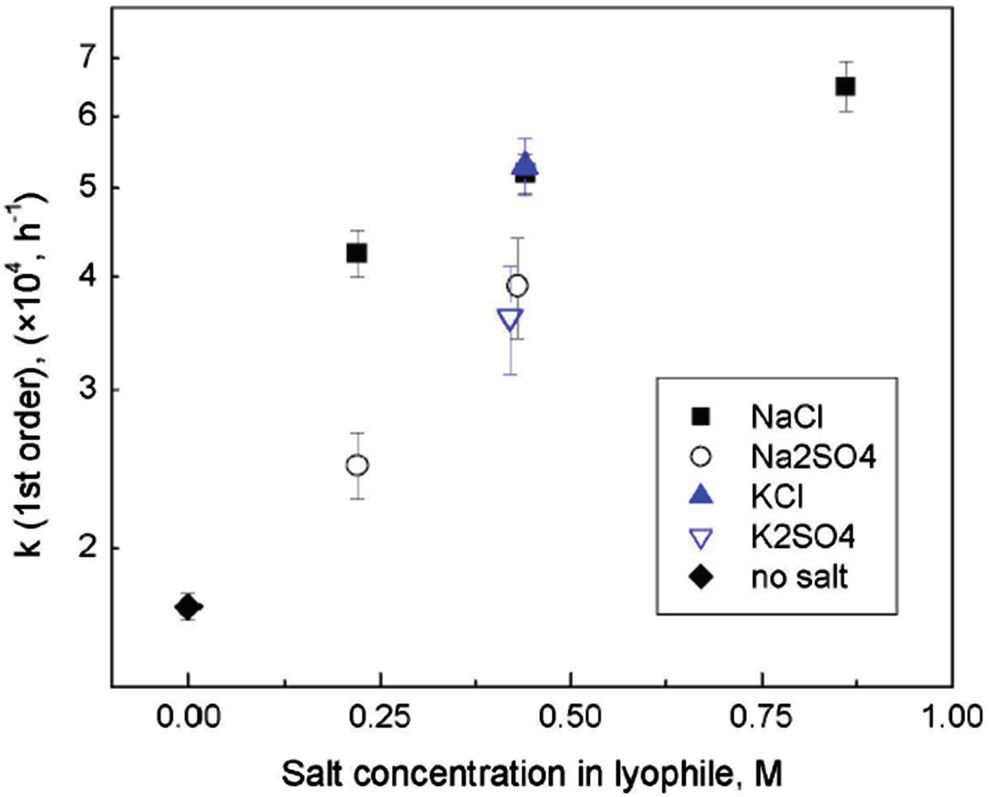 k (1st order), (×10⁴, h⁻¹)
7
6
5
4
3
2
NaCl
Na2SO4
KCl
K2SO4
no salt
0.00 0.25 0.50 0.75 1.00
Salt concentration in lyophile, M